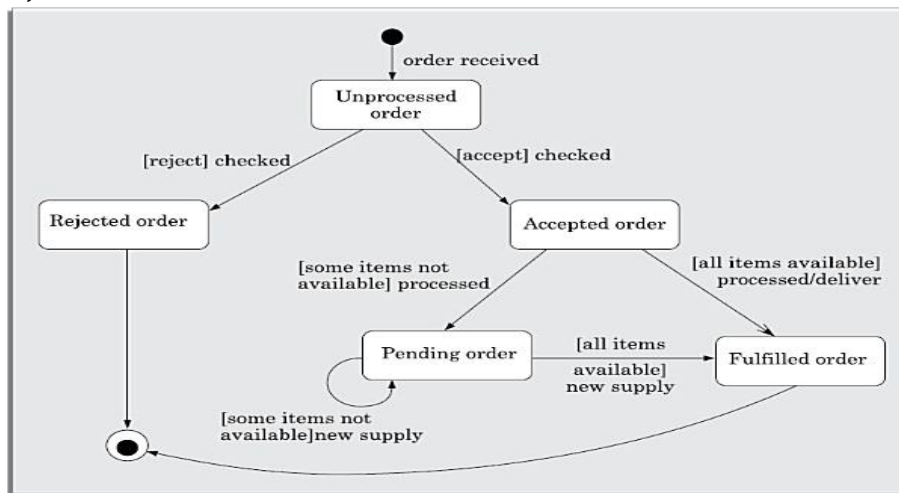 order received
Unprocessed
order
[reject] checked
[accept] checked
Rejected order
Accepted order
[some items not
available] processed
[all items available]
processed/deliver
Pending order
[all items
available]
new supply
Fulfilled order
[some items not
available]new supply